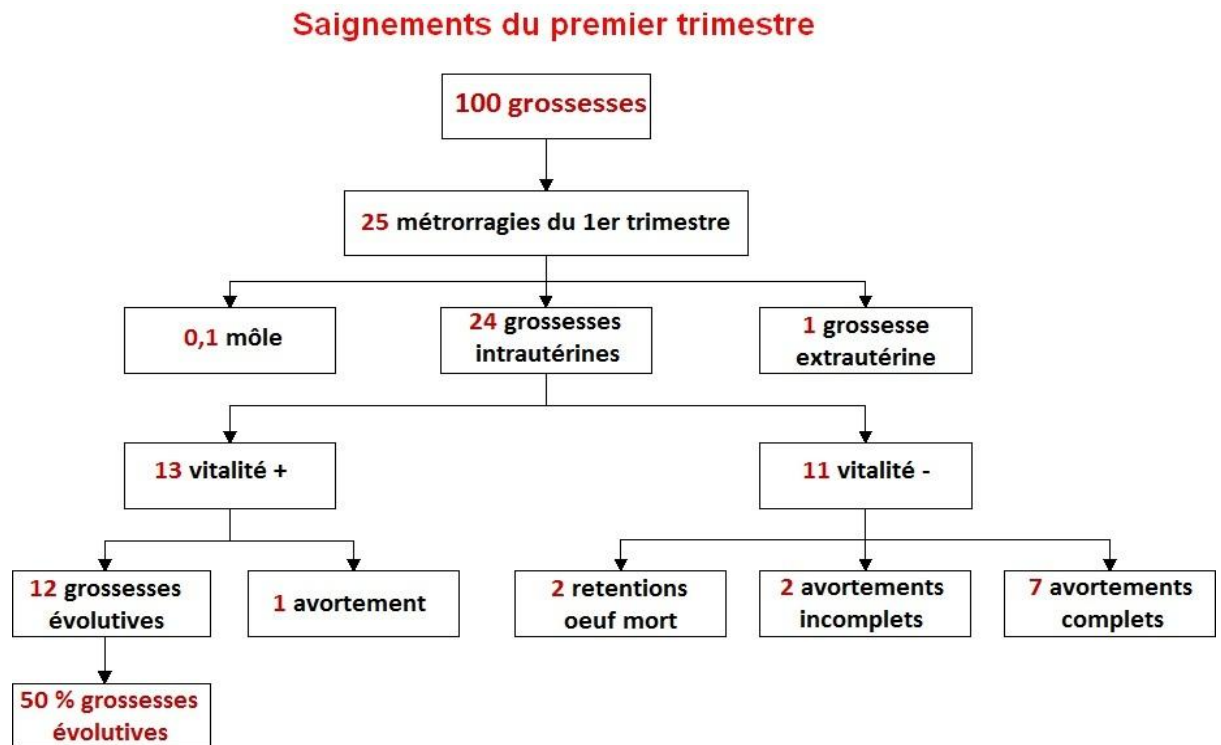 Saignements du premier trimestre
100 grossesses
25 métrorragies du 1er trimestre
0,1 môle
24 grossesses
intrautérines
1 grossesse
extrautérine
13 vitalité +
11 vitalité -
12 grossesses
évolutives
1 avortement
2 retentions
oeuf mort
2 avortements
incomplets
7 avortements
complets
50 % grossesses
évolutives